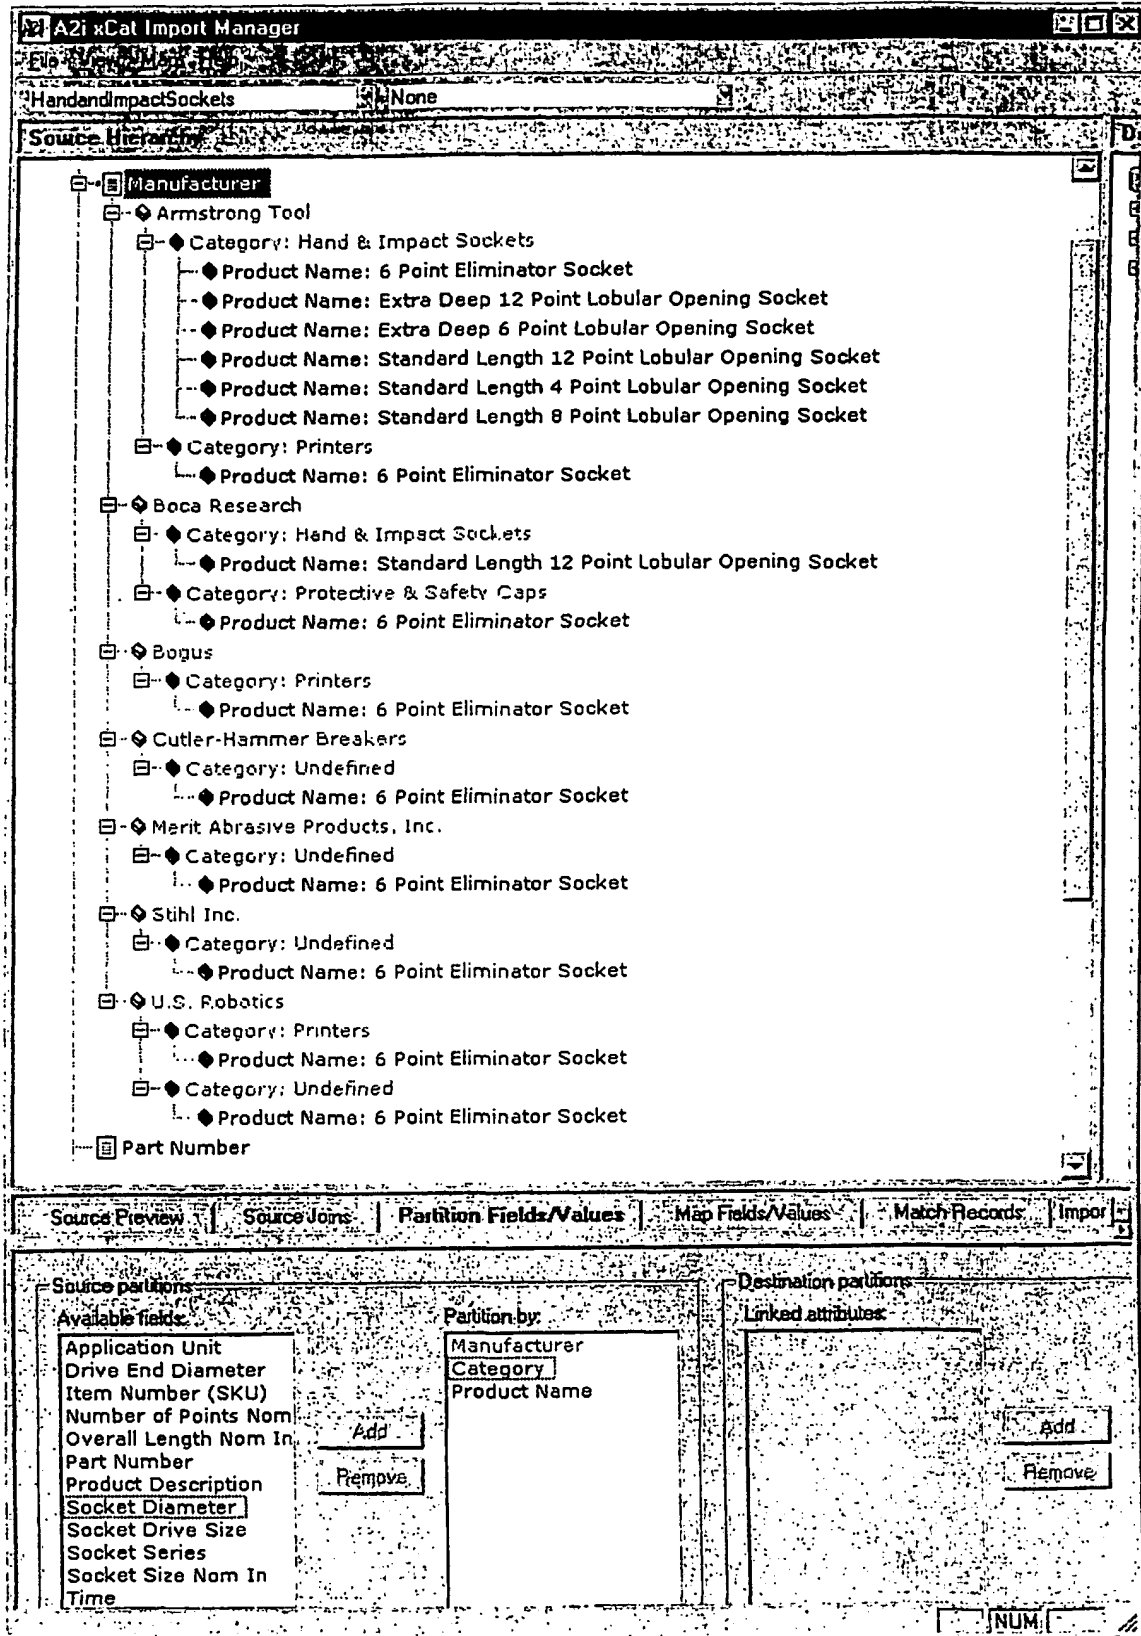 A2i xCat Import Manager
File View Map Help
HandandImpactSockets None
Source Hierarchy
Manufacturer
Armstrong Tool
Category: Hand & Impact Sockets
Product Name: 6 Point Eliminator Socket
Product Name: Extra Deep 12 Point Lobular Opening Socket
Product Name: Extra Deep 6 Point Lobular Opening Socket
Product Name: Standard Length 12 Point Lobular Opening Socket
Product Name: Standard Length 4 Point Lobular Opening Socket
Product Name: Standard Length 8 Point Lobular Opening Socket
Category: Printers
Product Name: 6 Point Eliminator Socket
Boca Research
Category: Hand & Impact Sockets
Product Name: Standard Length 12 Point Lobular Opening Socket
Category: Protective & Safety Caps
Product Name: 6 Point Eliminator Socket
Bogus
Category: Printers
Product Name: 6 Point Eliminator Socket
Cutler-Hammer Breakers
Category: Undefined
Product Name: 6 Point Eliminator Socket
Merit Abrasive Products, Inc.
Category: Undefined
Product Name: 6 Point Eliminator Socket
Stihl Inc.
Category: Undefined
Product Name: 6 Point Eliminator Socket
U.S. Robotics
Category: Printers
Product Name: 6 Point Eliminator Socket
Category: Undefined
Product Name: 6 Point Eliminator Socket
Part Number
Source Preview Source Joins Partition Fields/Values Map Fields/Values Match Records Impor
Source partitions
Available fields:
Application Unit
Drive End Diameter
Item Number (SKU)
Number of Points Nom
Overall Length Nom In
Part Number
Product Description
Socket Diameter
Socket Drive Size
Socket Series
Socket Size Nom In
Time
Add
Remove
Partition by:
Manufacturer
Category
Product Name
Destination partitions
Linked attributes:
Add
Remove
NUM